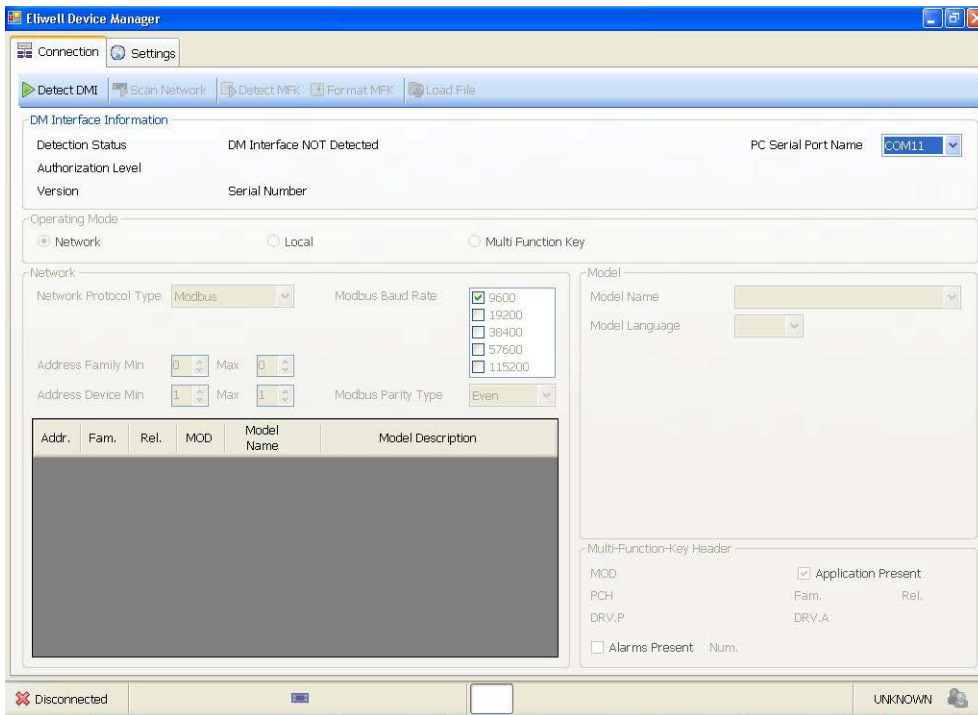 Eliwell Device Manager
Connection Settings
Detect DMI Scan Network Detect MFK Format MFK Load File
DM Interface Information
Detection Status DM Interface NOT Detected PC Serial Port Name COM11
Authorization Level
Version Serial Number
Operating Mode
Network Local Multi Function Key
Network Model
Network Protocol Type Modbus Modbus Baud Rate 9600 Model Name
19200
Model Language
38400
57600
Address Family Min 0 Max 0 115200
Address Device Min 1 Max 1 Modbus Parity Type Even
Addr. Fam. Rel. MOD Model Name Model Description
Multi-Function-Key Header
MOD Application Present
PCH Fam. Rel.
DRV.P DRV.A
Alarms Present Num.
Disconnected UNKNOWN